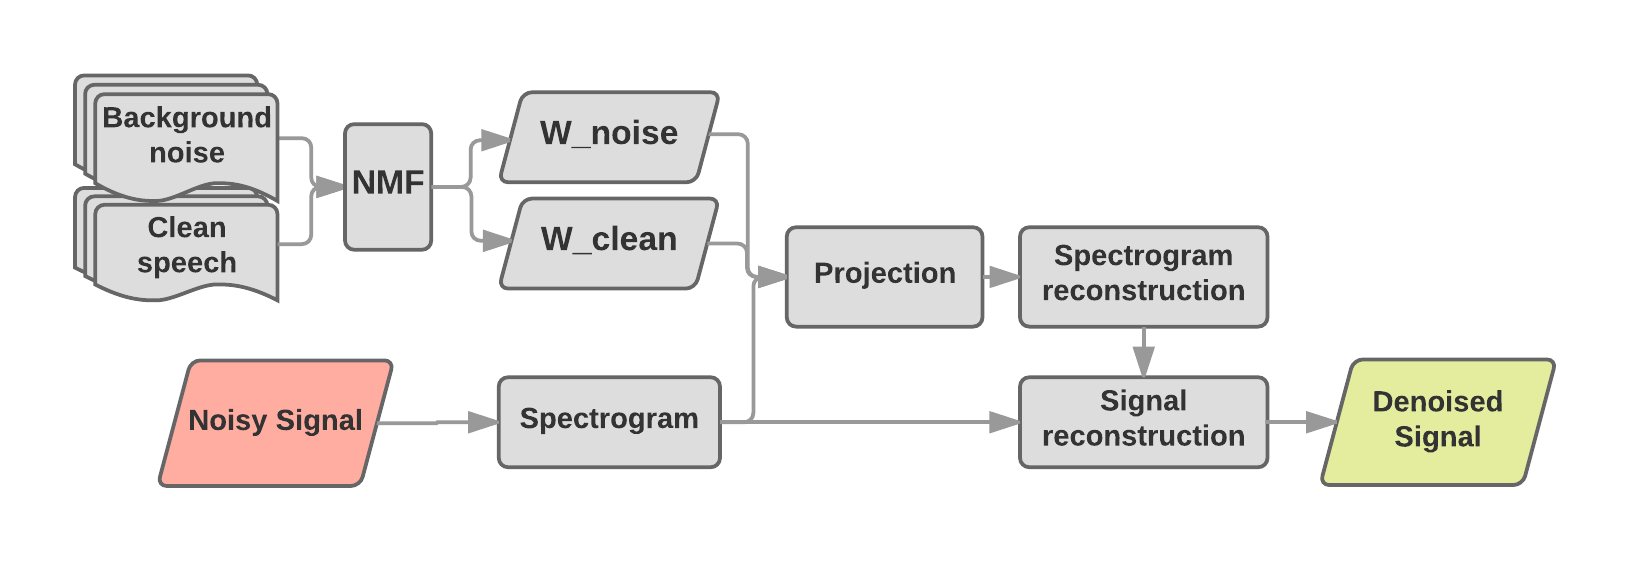 Background
noise
Clean
speech
NMF
W_noise
W_clean
Projection
Spectrogram
reconstruction
Noisy Signal
Spectrogram
Signal
reconstruction
Denoised
Signal